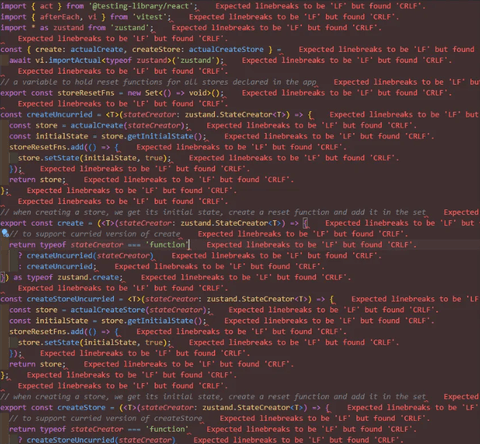 import { act } from '@testing-library/react';     Expected linebreaks to be 'LF' but found 'CRLF'.
import { afterEach, vi } from 'vitest';     Expected linebreaks to be 'LF' but found 'CRLF'.
import * as zustand from 'zustand';     Expected linebreaks to be 'LF' but found 'CRLF'.
Expected linebreaks to be 'LF' but found 'CRLF'.
const { create: actualCreate, createStore: actualCreateStore } =     Expected linebreaks to be 'LF' but found 'CRLF'.
await vi.importActual<typeof zustand>('zustand');     Expected linebreaks to be 'LF' but found 'CRLF'.
Expected linebreaks to be 'LF' but found 'CRLF'.
// a variable to hold reset functions for all stores declared in the app     Expected linebreaks to be 'LF' but
export const storeResetFns = new Set<() => void>();     Expected linebreaks to be 'LF' but found 'CRLF'.
Expected linebreaks to be 'LF' but found 'CRLF'.
const createUncurried = <T>(stateCreator: zustand.StateCreator<T>) => {     Expected linebreaks to be 'LF' but found 'CRLF'.
const store = actualCreate(stateCreator);     Expected linebreaks to be 'LF' but found 'CRLF'.
const initialState = store.getInitialState();     Expected linebreaks to be 'LF' but found 'CRLF'.
storeResetFns.add(() => {     Expected linebreaks to be 'LF' but found 'CRLF'.
store.setState(initialState, true);     Expected linebreaks to be 'LF' but found 'CRLF'.
});     Expected linebreaks to be 'LF' but found 'CRLF'.
return store;     Expected linebreaks to be 'LF' but found 'CRLF'.
};     Expected linebreaks to be 'LF' but found 'CRLF'.
Expected linebreaks to be 'LF' but found 'CRLF'.
// when creating a store, we get its initial state, create a reset function and add it in the set     Expected
export const create = (<T>(stateCreator: zustand.StateCreator<T>) => {     Expected linebreaks to be 'LF' but
// to support curried version of create     Expected linebreaks to be 'LF' but found 'CRLF'.
return typeof stateCreator === 'function'     Expected linebreaks to be 'LF' but found 'CRLF'.
? createUncurried(stateCreator)     Expected linebreaks to be 'LF' but found 'CRLF'.
: createUncurried;     Expected linebreaks to be 'LF' but found 'CRLF'.
}) as typeof zustand.create;     Expected linebreaks to be 'LF' but found 'CRLF'.
Expected linebreaks to be 'LF' but found 'CRLF'.
const createStoreUncurried = <T>(stateCreator: zustand.StateCreator<T>) => {     Expected linebreaks to be 'LF' but
const store = actualCreateStore(stateCreator);     Expected linebreaks to be 'LF' but found 'CRLF'.
const initialState = store.getInitialState();     Expected linebreaks to be 'LF' but found 'CRLF'.
storeResetFns.add(() => {     Expected linebreaks to be 'LF' but found 'CRLF'.
store.setState(initialState, true);     Expected linebreaks to be 'LF' but found 'CRLF'.
});     Expected linebreaks to be 'LF' but found 'CRLF'.
return store;     Expected linebreaks to be 'LF' but found 'CRLF'.
};     Expected linebreaks to be 'LF' but found 'CRLF'.
Expected linebreaks to be 'LF' but found 'CRLF'.
// when creating a store, we get its initial state, create a reset function and add it in the set     Expected
export const createStore = (<T>(stateCreator: zustand.StateCreator<T>) => {     Expected linebreaks to be 'LF'
// to support curried version of createStore     Expected linebreaks to be 'LF' but found 'CRLF'.
return typeof stateCreator === 'function'     Expected linebreaks to be 'LF' but found 'CRLF'.
? createStoreUncurried(stateCreator)     Expected linebreaks to be 'LF' but found 'CRLF'.